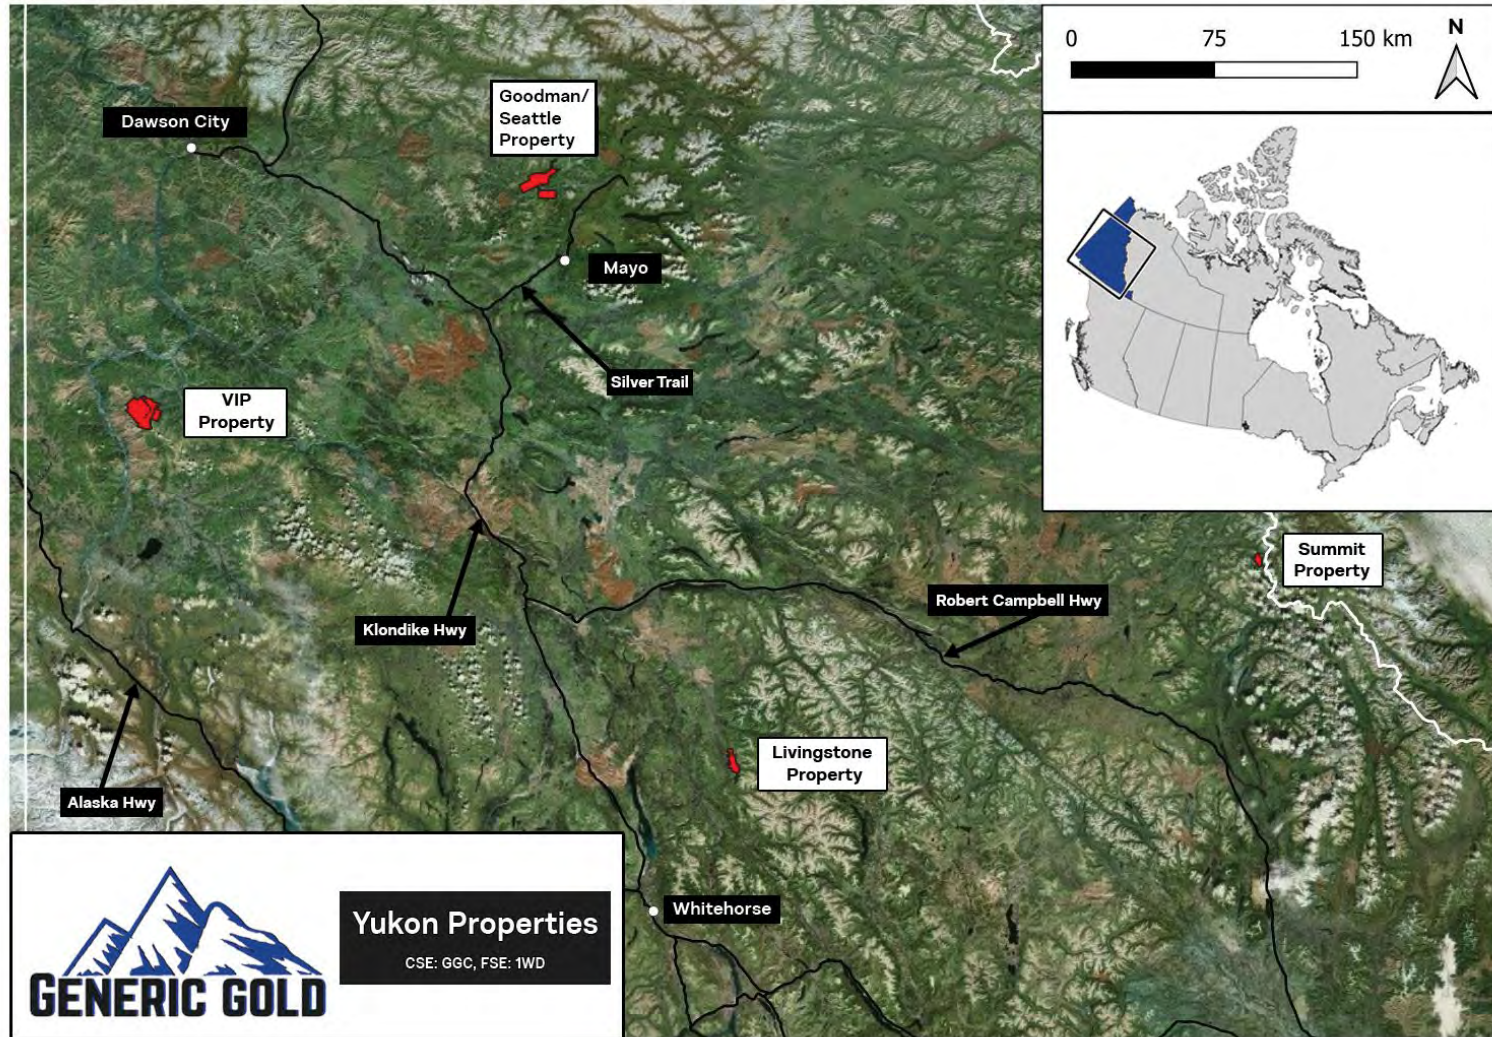 0 75 150 km
N
Dawson City
Goodman/
Seattle
Property
Mayo
Silver Trail
VIP
Property
Klondike Hwy
Robert Campbell Hwy
Summit
Property
Alaska Hwy
Livingstone
Property
Whitehorse
GENERIC GOLD
Yukon Properties
CSE: GGC, FSE: 1WD